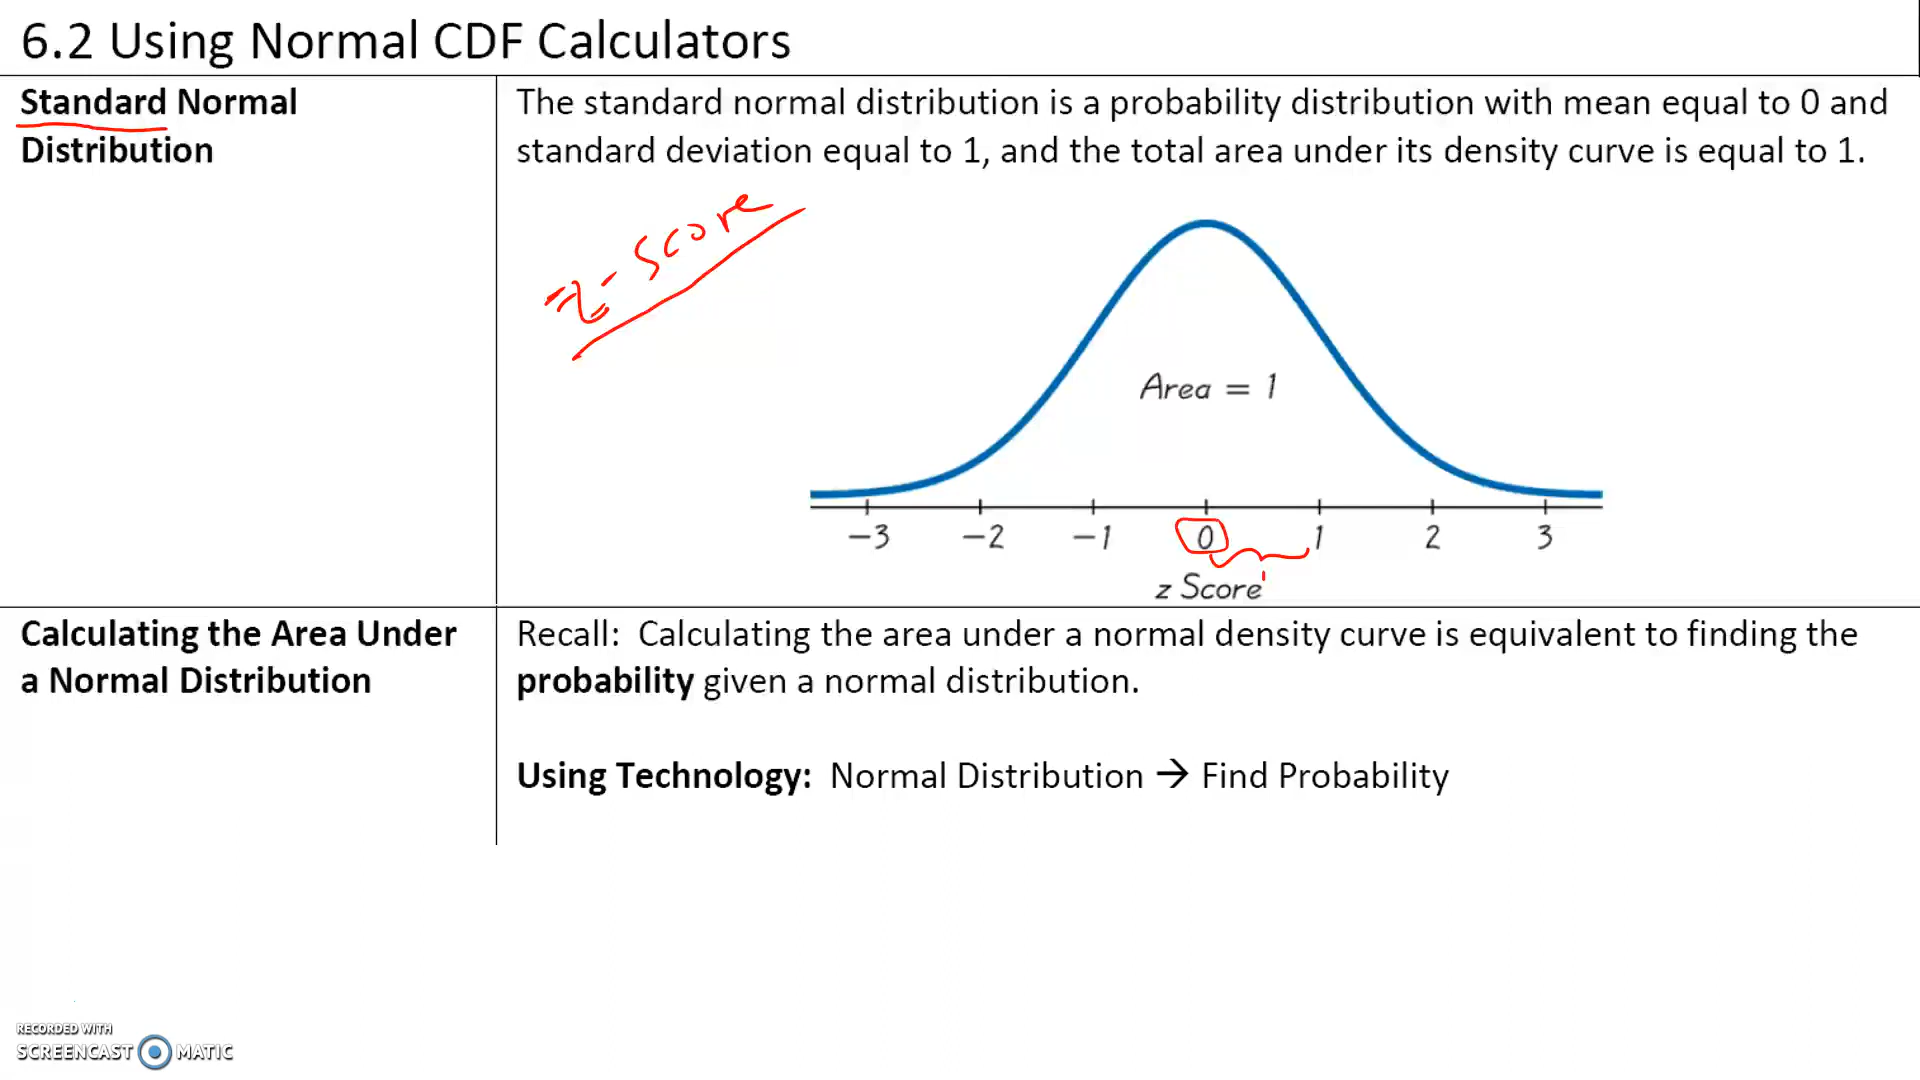 6.2 Using Normal CDF Calculators
Standard Normal
Distribution
The standard normal distribution is a probability distribution with mean equal to 0 and
standard deviation equal to 1, and the total area under its density curve is equal to 1.
z-score
Area = 1
−3 −2 −1 0 1 2 3
1
z Score
Calculating the Area Under
a Normal Distribution
Recall: Calculating the area under a normal density curve is equivalent to finding the
probability given a normal distribution.
Using Technology: Normal Distribution → Find Probability
RECORDED WITH
SCREENCAST MATIC